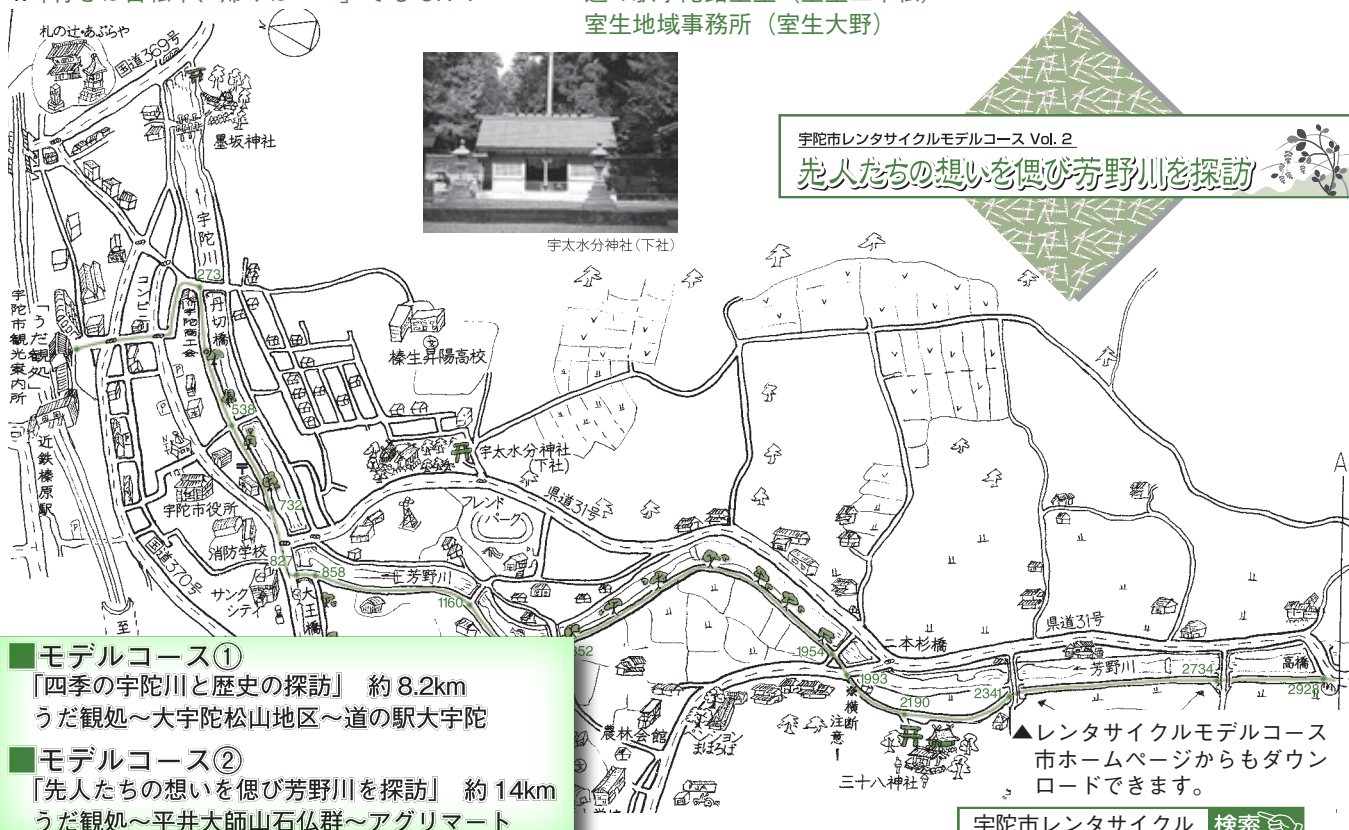 室生地域事務所（室生大野）
札の辻・あぶらや
国道369号
墨坂神社
宇太水分神社（下社）
宇陀市レンタサイクルモデルコース Vol. 2
先人たちの想いを偲び芳野川を探訪
宇陀川
273
コンビニ
宇陀商工会
丹切橋
「うだ観処」
宇陀市観光案内所
近鉄榛原駅
榛生昇陽高校
538
宇太水分神社
（下社）
宇陀市役所
732
フレンド
パーク
県道31号
消防学校
国道370号
827
858
芳野川
サンク
シティ
大王橋
1160
至
A
1954
二本杉橋
1993
※横断注意！
2190
2341
県道31号
芳野川
2734
高橋
2928
農林会館
ペンション
まほろば
三十八神社
■モデルコース①
「四季の宇陀川と歴史の探訪」　約 8.2km
うだ観処～大宇陀松山地区～道の駅大宇陀
■モデルコース②
「先人たちの想いを偲び芳野川を探訪」　約 14km
うだ観処～平井大師山石仏群～アグリマート
▲レンタサイクルモデルコース
市ホームページからもダウン
ロードできます。
宇陀市レンタサイクル 検索